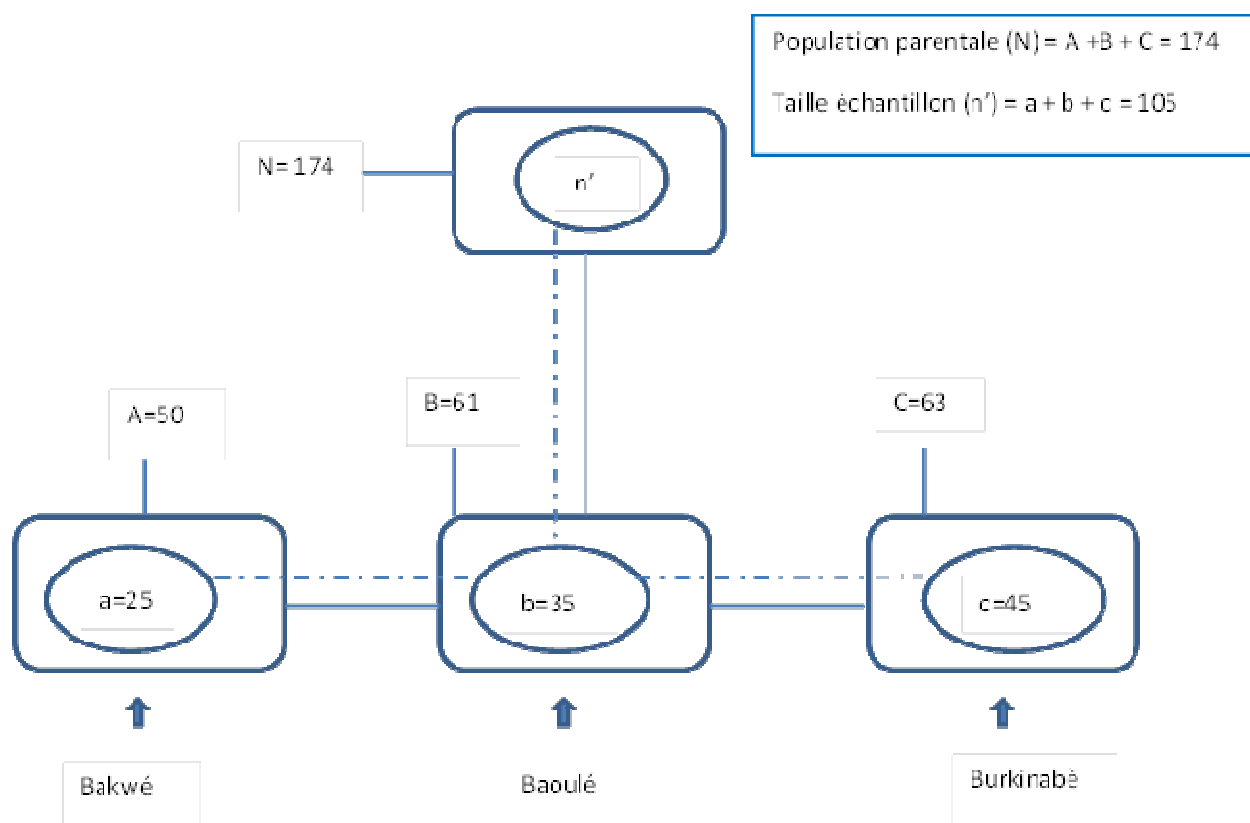 Population parentale (N) = A +B + C = 174
Taille échantillon (n’) = a + b + c = 105
N= 174
n’
A=50
B=61
C=63
a=25
b=35
c=45
Bakwé
Baoulé
Burkinabè